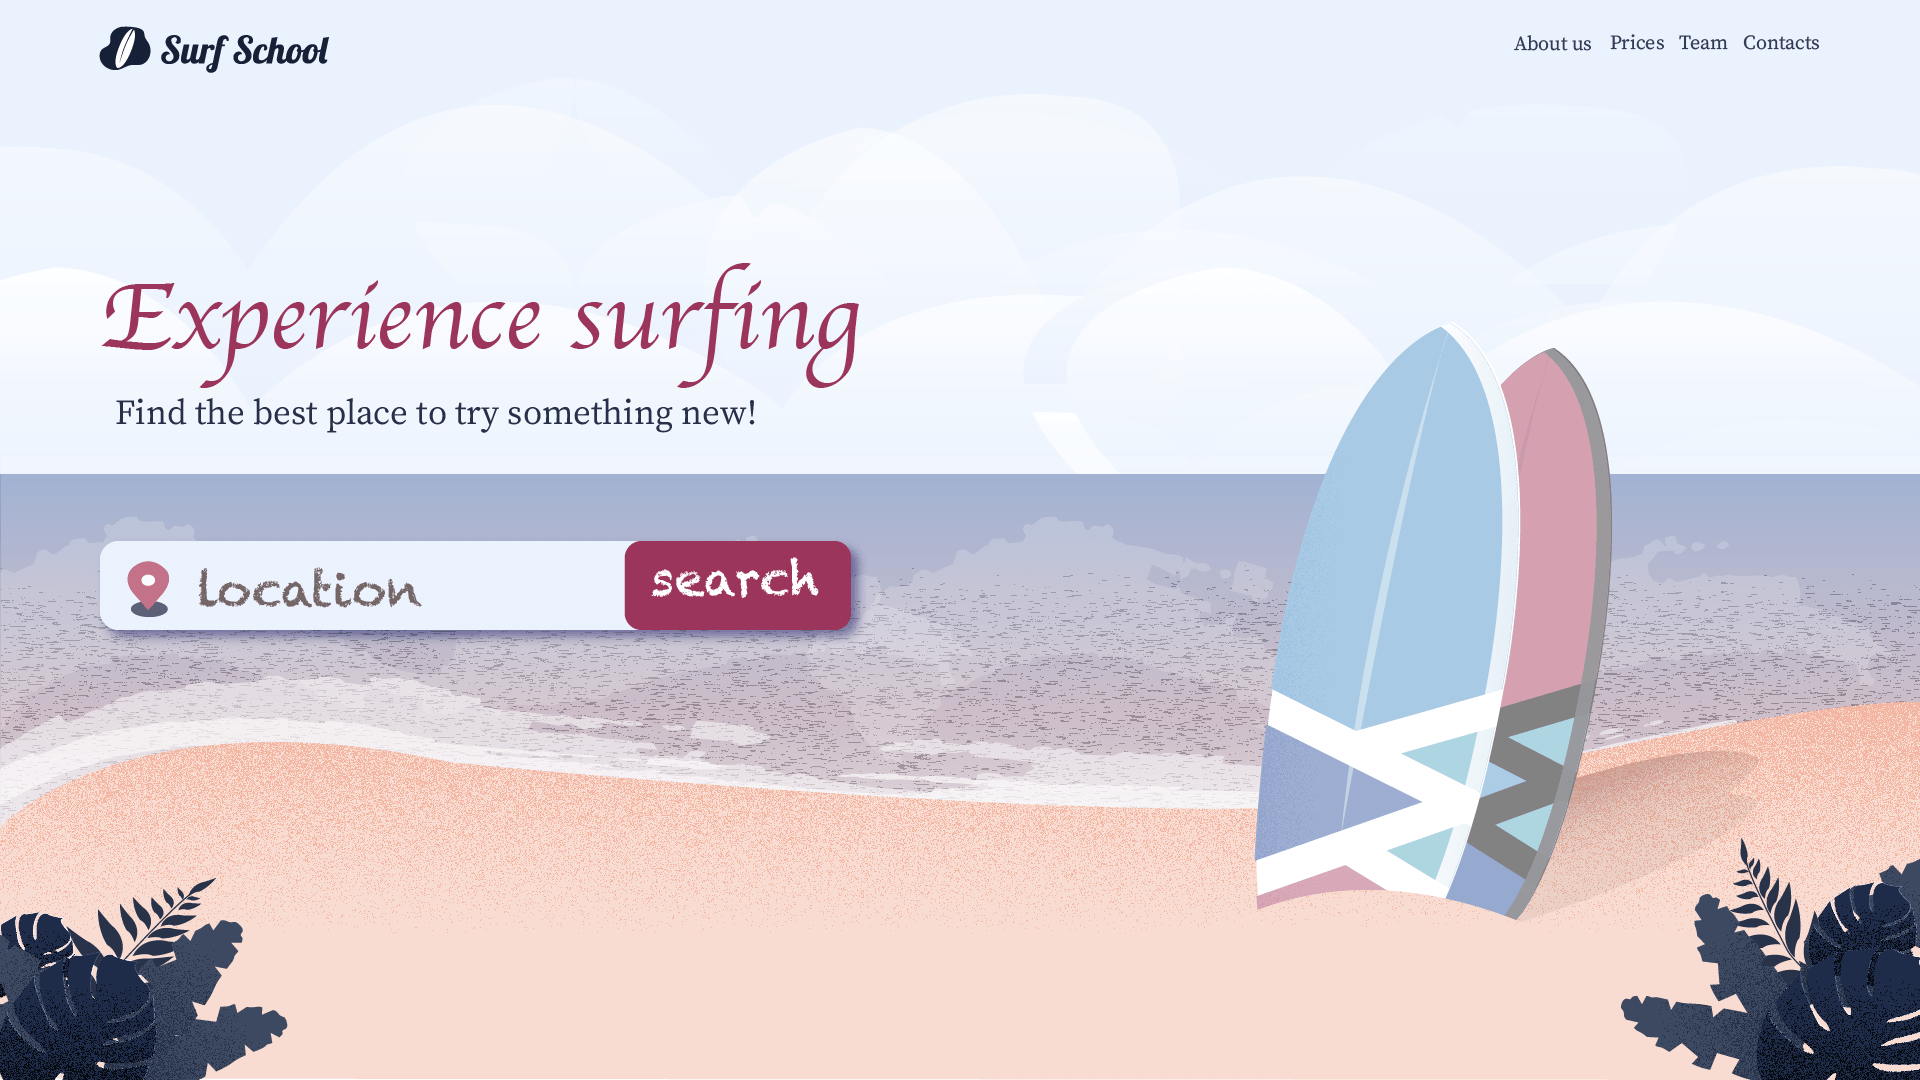 Surf School
About us Prices Team Contacts
Experience surfing
Find the best place to try something new!
location
search